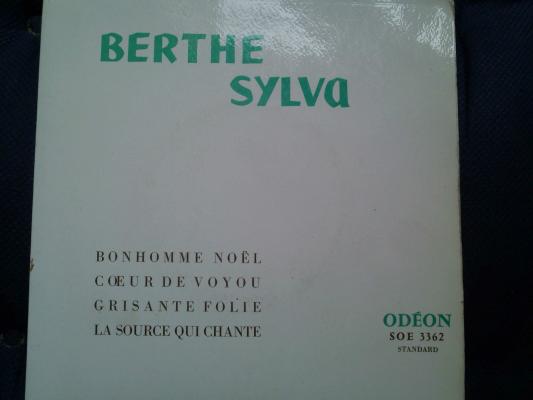 BERTHE
SYLVA
BONHOMME NOËL
CŒUR DE VOYOU
GRISANTE FOLIE
LA SOURCE QUI CHANTE
ODÉON
SOE 3362
STANDARD